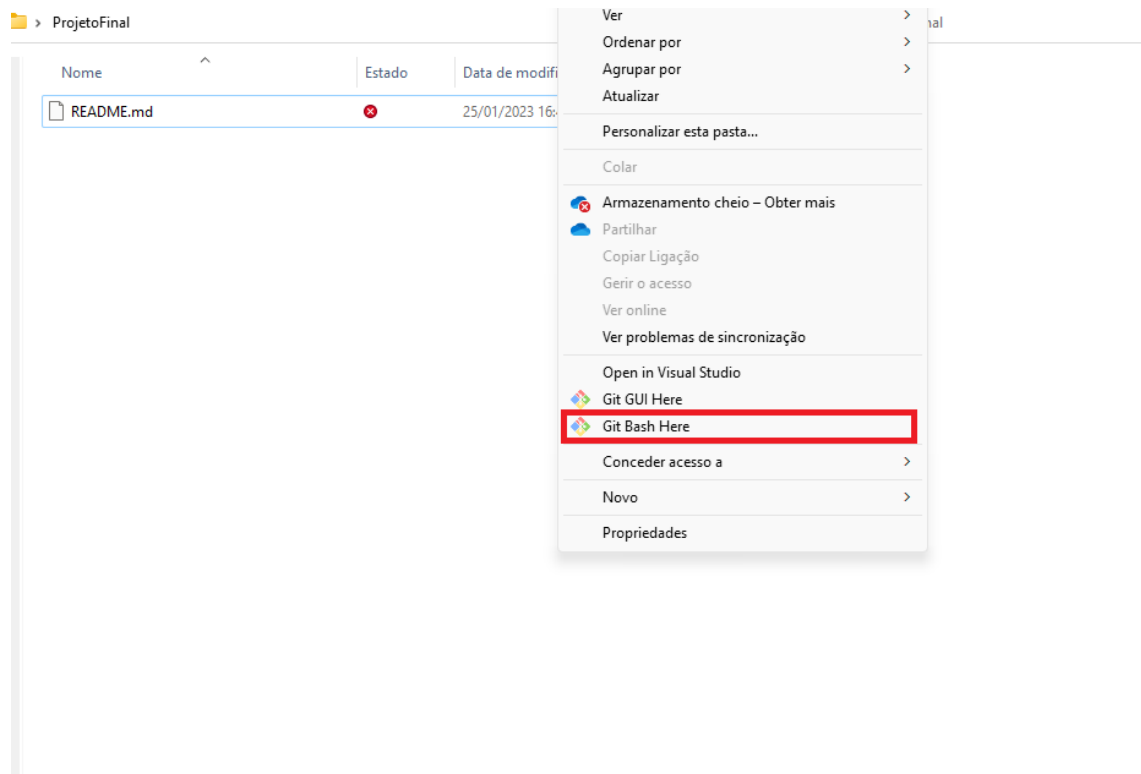 ProjetoFinal
Nome
Estado
Data de modifi
README.md
25/01/2023 16:
Ver
Ordenar por
Agrupar por
Atualizar
Personalizar esta pasta...
Colar
Armazenamento cheio – Obter mais
Partilhar
Copiar Ligação
Gerir o acesso
Ver online
Ver problemas de sincronização
Open in Visual Studio
Git GUI Here
Git Bash Here
Conceder acesso a
Novo
Propriedades